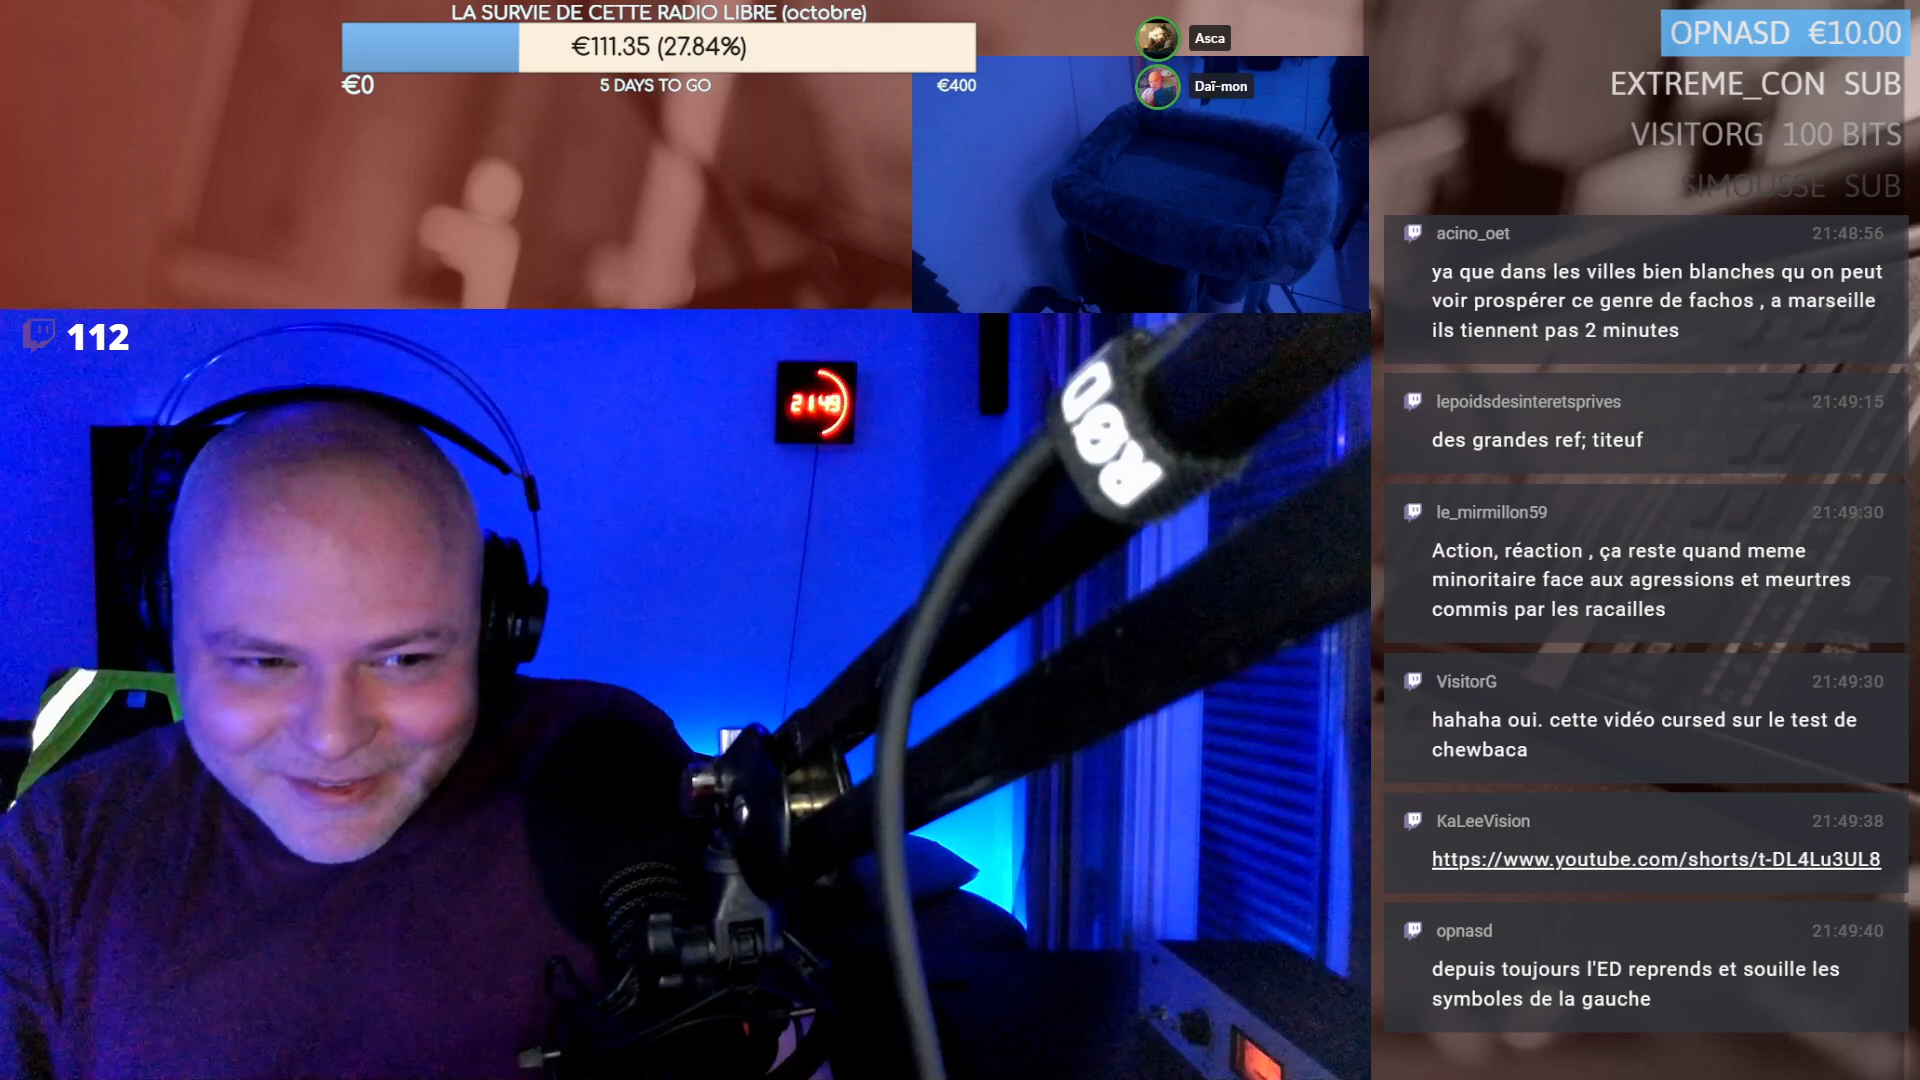 LA SURVIE DE CETTE RADIO LIBRE (octobre)
€111.35 (27.84%)
€0
5 DAYS TO GO
€400
Asca
Daï-mon
OPNASD €10.00
EXTREME_CON SUB
VISITORG 100 BITS
SIMOUSSE SUB
112
21:49
RØD
acino_oet 21:48:56
ya que dans les villes bien blanches qu on peut
voir prospérer ce genre de fachos , a marseille
ils tiennent pas 2 minutes
lepoidsdesinteretsprives 21:49:15
des grandes ref; titeuf
le_mirmillon59 21:49:30
Action, réaction , ça reste quand meme
minoritaire face aux agressions et meurtres
commis par les racailles
VisitorG 21:49:30
hahaha oui. cette vidéo cursed sur le test de
chewbaca
KaLeeVision 21:49:38
https://www.youtube.com/shorts/t-DL4Lu3UL8
opnasd 21:49:40
depuis toujours l'ED reprends et souille les
symboles de la gauche